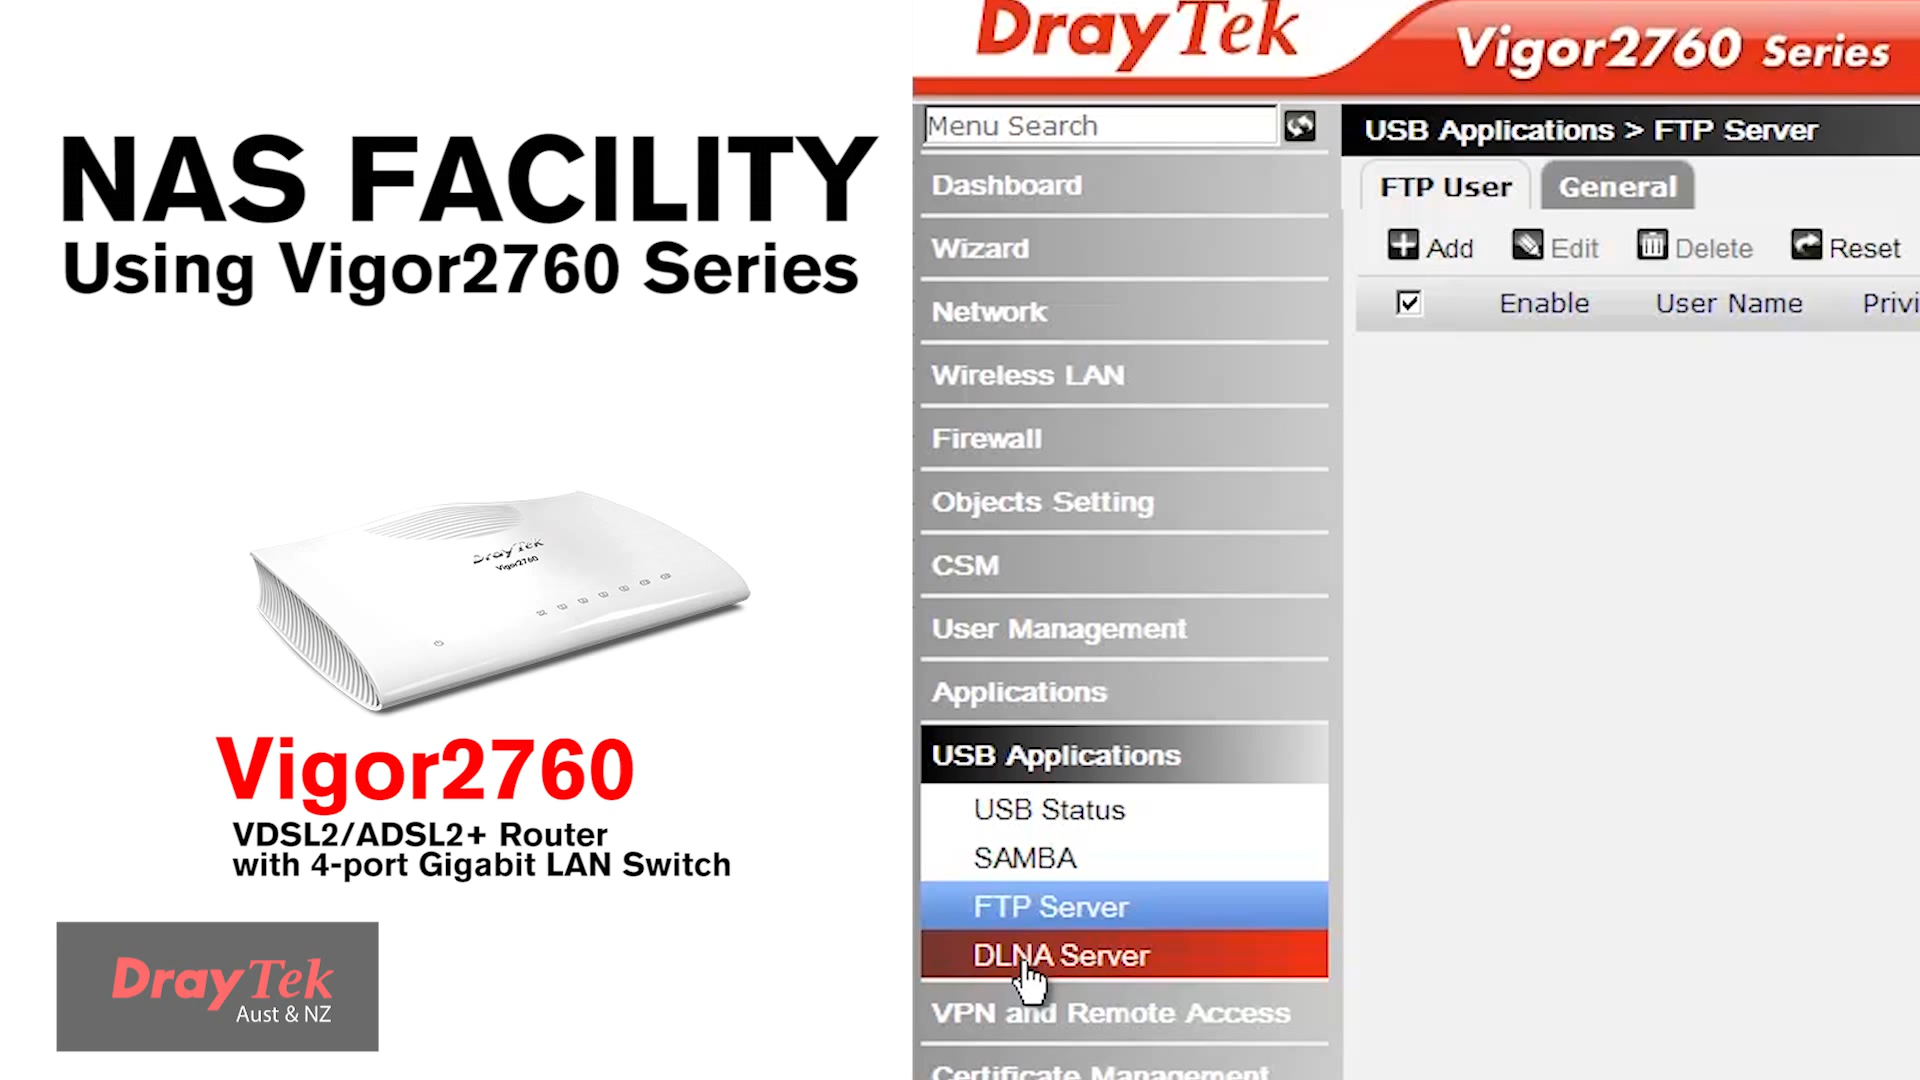 NAS FACILITY
Using Vigor2760 Series
DrayTek
Vigor2760
Vigor2760
VDSL2/ADSL2+ Router
with 4-port Gigabit LAN Switch
DrayTek
Aust & NZ
DrayTek
Vigor2760 Series
Menu Search
Dashboard
Wizard
Network
Wireless LAN
Firewall
Objects Setting
CSM
User Management
Applications
USB Applications
USB Status
SAMBA
FTP Server
DLNA Server
VPN and Remote Access
Certificate Management
USB Applications > FTP Server
FTP User General
Add Edit Delete Reset
Enable User Name Privi